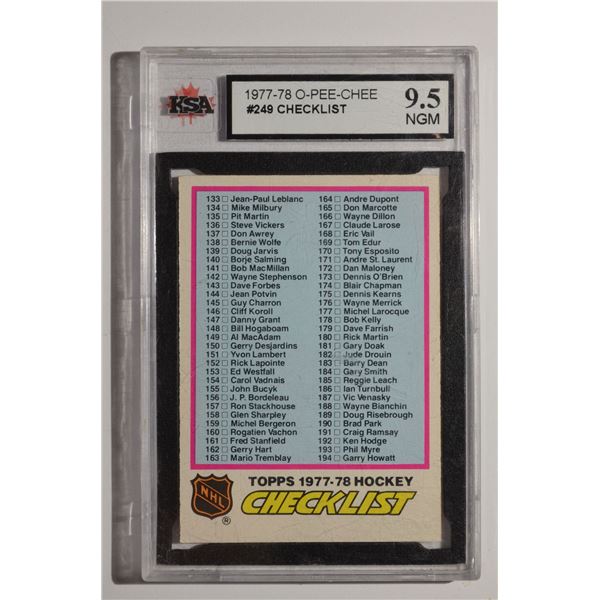 KSA
1977-78 O-PEE-CHEE
#249 CHECKLIST
9.5
NGM
133 Jean-Paul Leblanc
134 Mike Milbury
135 Pit Martin
136 Steve Vickers
137 Don Awrey
138 Bernie Wolfe
139 Doug Jarvis
140 Borje Salming
141 Bob MacMillan
142 Wayne Stephenson
143 Dave Forbes
144 Jean Potvin
145 Guy Charron
146 Cliff Koroll
147 Danny Grant
148 Bill Hogaboam
149 Al MacAdam
150 Gerry Desjardins
151 Yvon Lambert
152 Rick Lapointe
153 Ed Westfall
154 Carol Vadnais
155 John Bucyk
156 J. P. Bordeleau
157 Ron Stackhouse
158 Glen Sharpley
159 Michel Bergeron
160 Rogatien Vachon
161 Fred Stanfield
162 Gerry Hart
163 Mario Tremblay
164 Andre Dupont
165 Don Marcotte
166 Wayne Dillon
167 Claude Larose
168 Eric Vail
169 Tom Edur
170 Tony Esposito
171 Andre St. Laurent
172 Dan Maloney
173 Dennis O'Brien
174 Blair Chapman
175 Dennis Kearns
176 Wayne Merrick
177 Michel Larocque
178 Bob Kelly
179 Dave Farrish
180 Rick Martin
181 Gary Doak
182 Jude Drouin
183 Barry Dean
184 Gary Smith
185 Reggie Leach
186 Ian Turnbull
187 Vic Venasky
188 Wayne Bianchin
189 Doug Risebrough
190 Brad Park
191 Craig Ramsay
192 Ken Hodge
193 Phil Myre
194 Garry Howatt
NHL
®
TOPPS 1977-78 HOCKEY
CHECKLIST